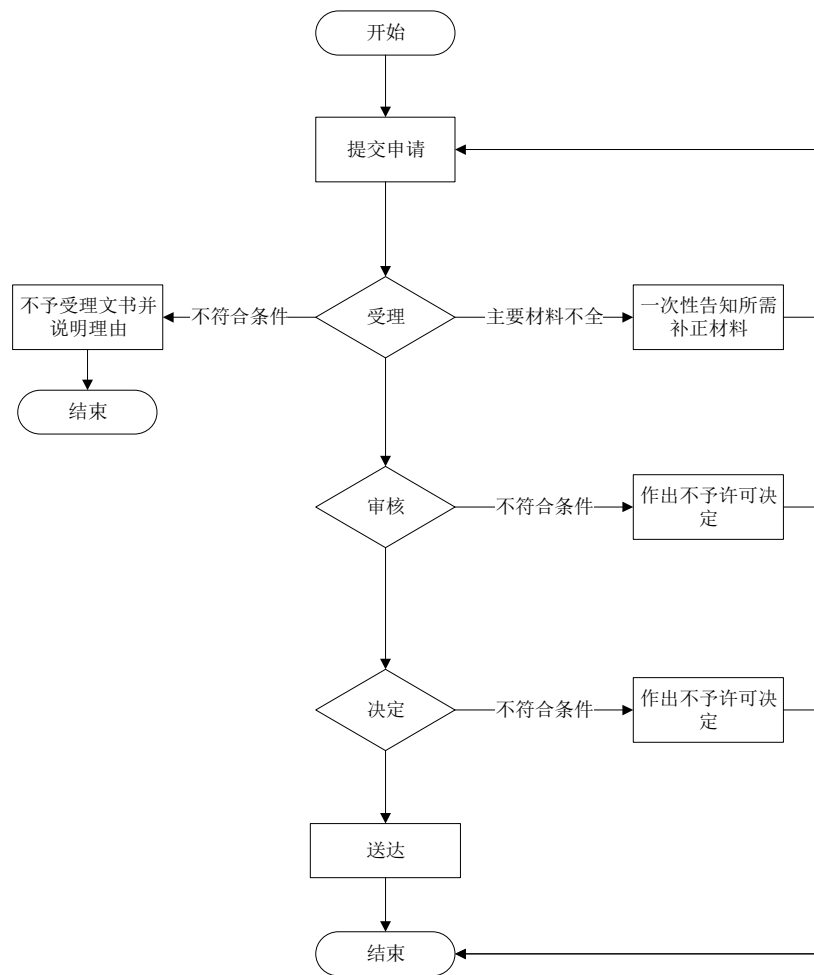 开始
提交申请
不予受理文书并
说明理由
不符合条件
受理
主要材料不全
一次性告知所需
补正材料
结束
审核
不符合条件
作出不予许可决
定
决定
不符合条件
作出不予许可决
定
送达
结束